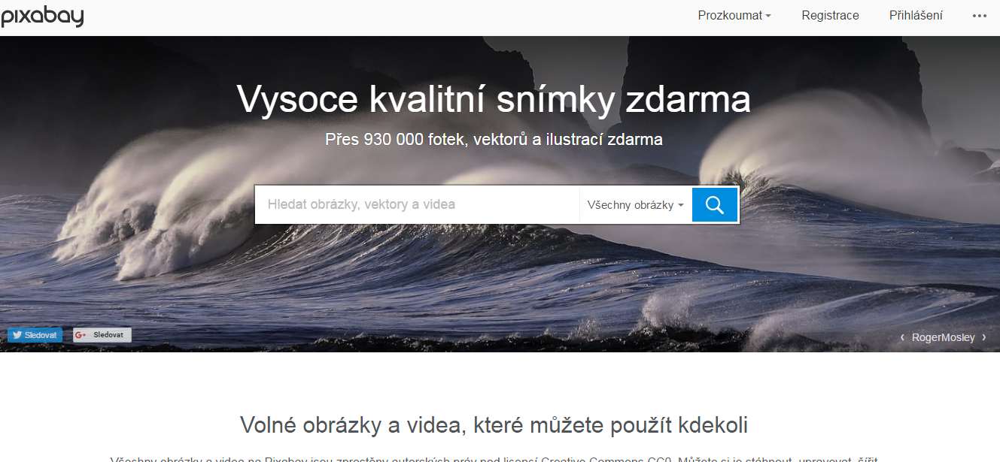 pixabay
Prozkoumat
Registrace
Přihlášení
Vysoce kvalitní snímky zdarma
Přes 930 000 fotek, vektorů a ilustrací zdarma
Hledat obrázky, vektory a videa
Všechny obrázky
Sledovat
G+ Sledovat
‹ RogerMosley ›
Volné obrázky a videa, které můžete použít kdekoli
Všechny obrázky a videa na Pixabay jsou zproštěny autorských práv pod licencí Creative Commons CC0. Můžete si je stáhnout, upravovat, šířit